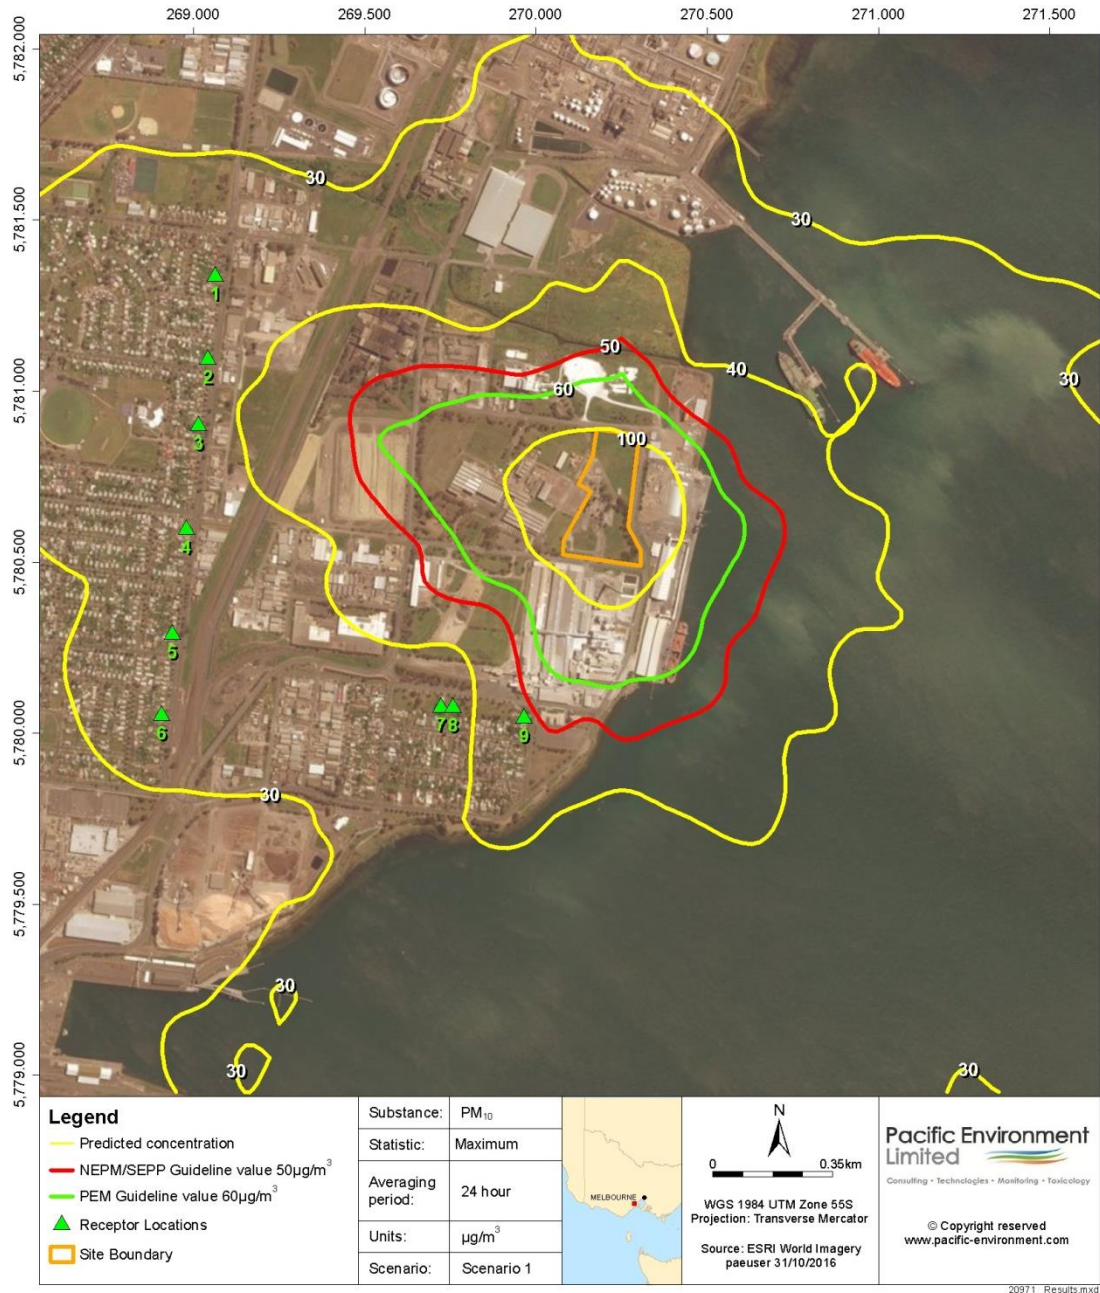 269.000 269.500 270.000 270.500 271.000 271.500
5,782.000
5,781.500
5,781.000
5,780.500
5,780.000
5,779.500
5,779.000
30
30
30
40
50
60
100
30
30
30
30
1
2
3
4
5
6
7
8
9
Legend
Predicted concentration
NEPM/SEPP Guideline value 50µg/m³
PEM Guideline value 60µg/m³
Receptor Locations
Site Boundary
Substance: PM₁₀
Statistic: Maximum
Averaging
period: 24 hour
Units: µg/m³
Scenario: Scenario 1
MELBOURNE
N
0 0.35km
WGS 1984 UTM Zone 55S
Projection: Transverse Mercator
Source: ESRI World Imagery
paeuser 31/10/2016
Pacific Environment
Limited
Consulting • Technologies • Monitoring • Toxicology
© Copyright reserved
www.pacific-environment.com
20971_Results.mxd